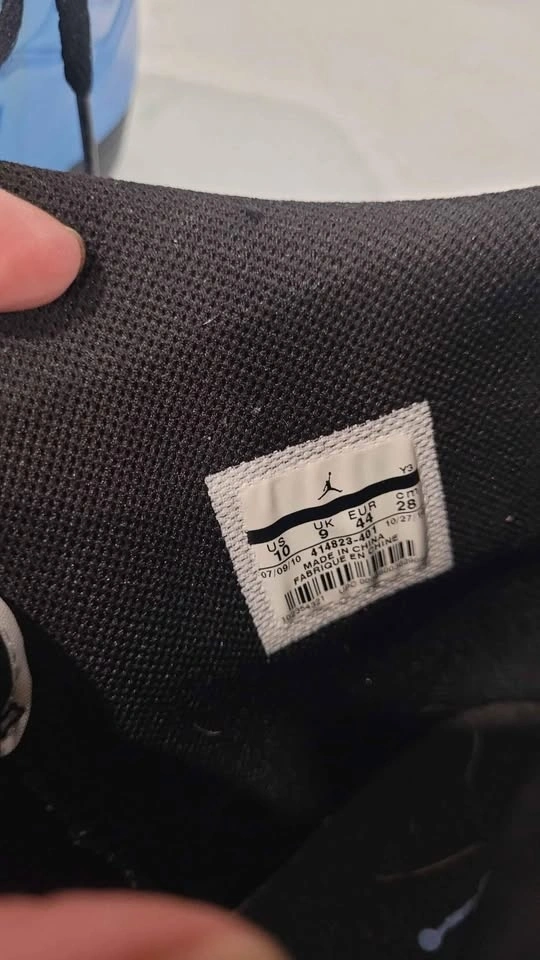 Y3
US UK EUR cm
10 9 44 28
414823-401
07/09/10 10/27/
MADE IN CHINA
FABRIQUE EN CHINE